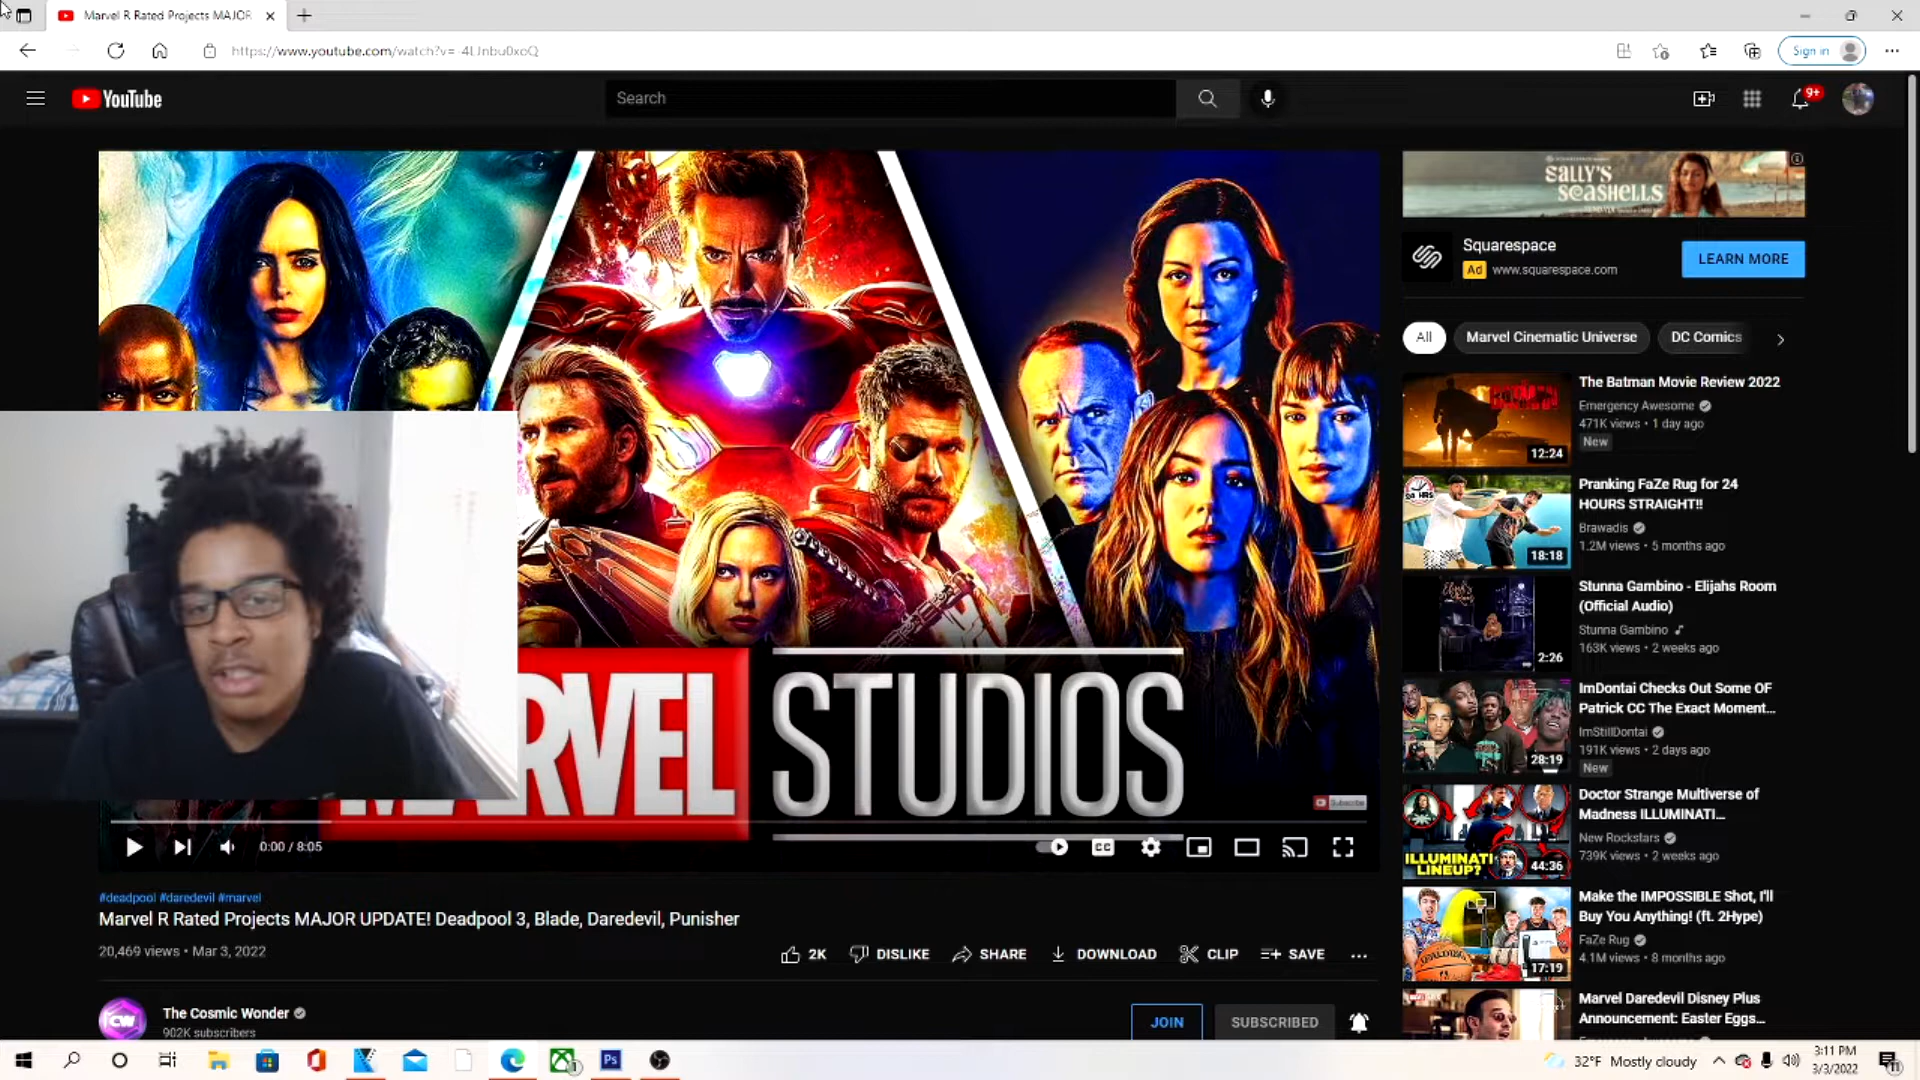 Marvel R Rated Projects MAJOR
Sign in
YouTube
Search
9+
SALLY'S
SEASHELLS
Squarespace
Ad www.squarespace.com
LEARN MORE
All
Marvel Cinematic Universe
DC Comics
The Batman Movie Review 2022
Emergency Awesome
471K views • 1 day ago
New
12:24
24 HRS
Pranking FaZe Rug for 24
HOURS STRAIGHT!!
Brawadis
1.2M views • 5 months ago
18:18
Stunna Gambino - Elijahs Room
(Official Audio)
Stunna Gambino
163K views • 2 weeks ago
2:26
ImDontai Checks Out Some OF
Patrick CC The Exact Moment...
ImStillDontai
191K views • 2 days ago
New
28:19
Doctor Strange Multiverse of
Madness ILLUMINATI...
New Rockstars
739K views • 2 weeks ago
ILLUMINATI
LINEUP?
44:36
Make the IMPOSSIBLE Shot, I'll
Buy You Anything! (ft. 2Hype)
FaZe Rug
4.1M views • 8 months ago
17:19
Marvel Daredevil Disney Plus
Announcement: Easter Eggs...
MARVEL STUDIOS
Subscribe
0:00 / 8:05
CC
#deadpool #daredevil #marvel
Marvel R Rated Projects MAJOR UPDATE! Deadpool 3, Blade, Daredevil, Punisher
20,469 views • Mar 3, 2022
2K
DISLIKE
SHARE
DOWNLOAD
CLIP
SAVE
CW
The Cosmic Wonder
902K subscribers
JOIN
SUBSCRIBED
Ps
32°F Mostly cloudy
3:11 PM
3/3/2022